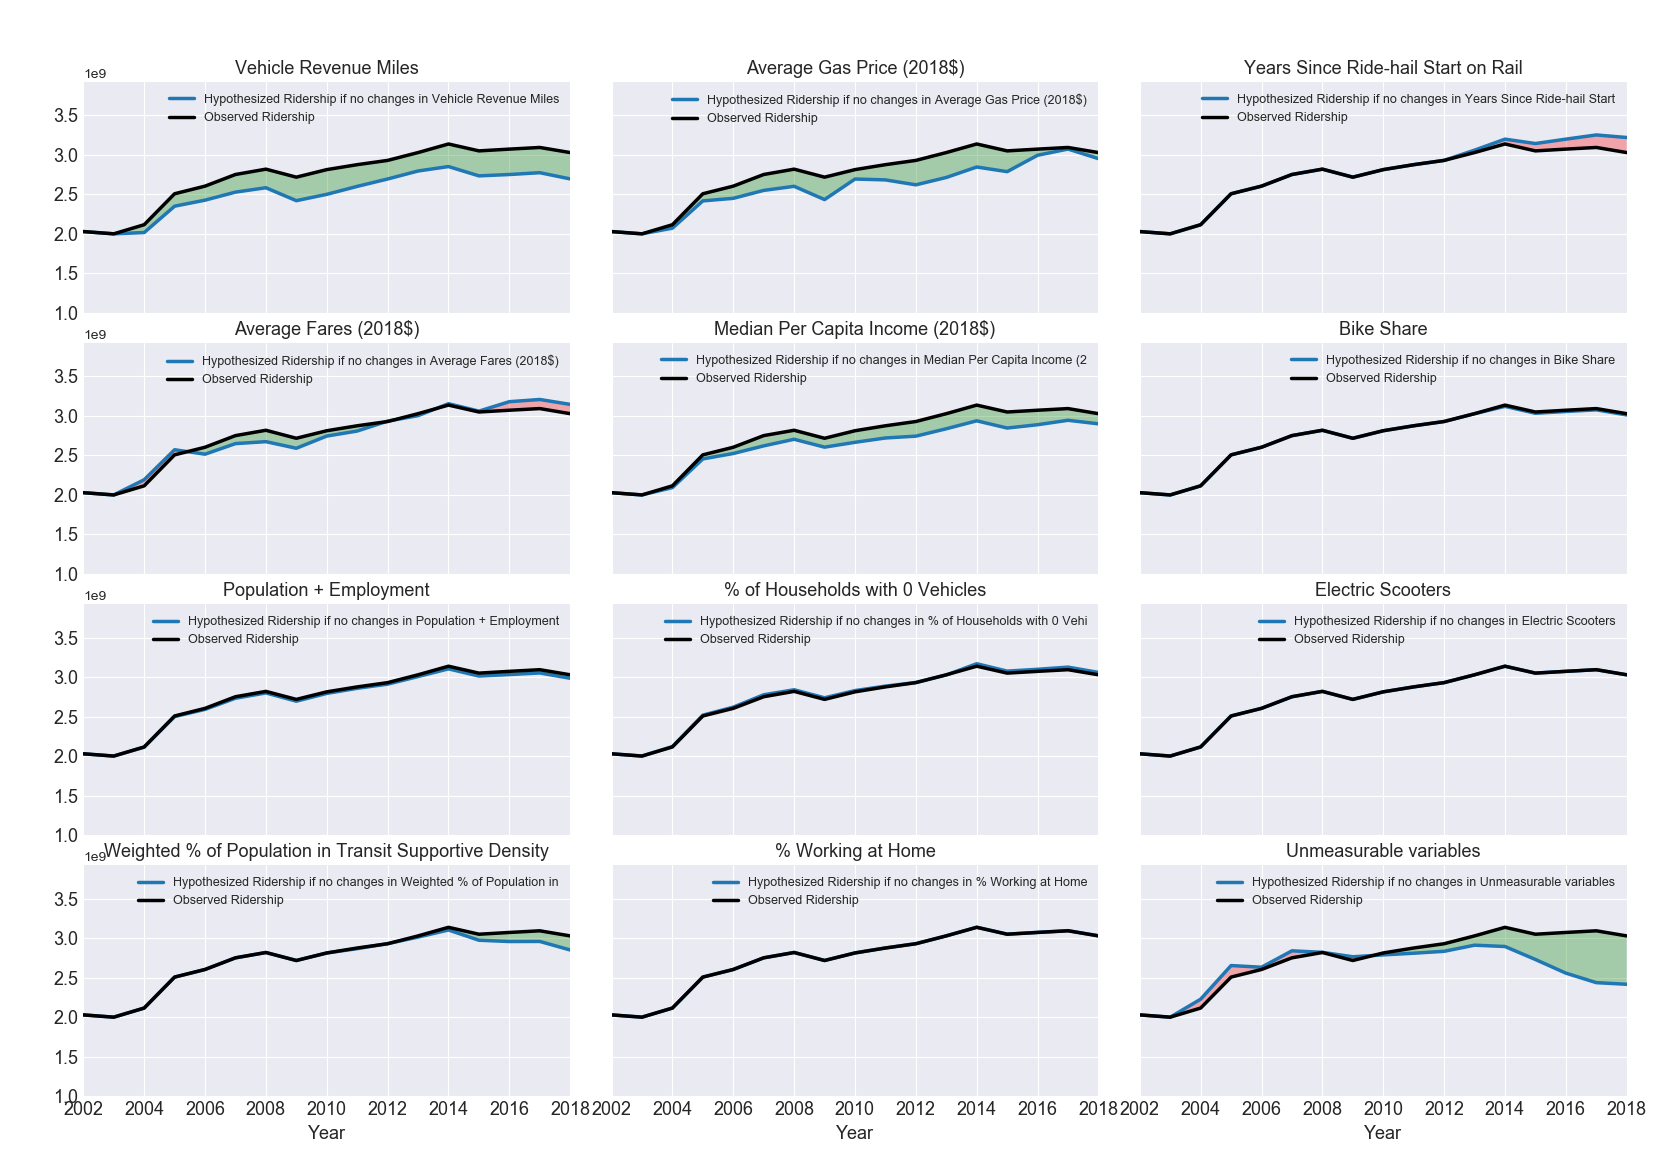 Vehicle Revenue Miles
1e9
Hypothesized Ridership if no changes in Vehicle Revenue Miles
Observed Ridership
3.5
3.0
2.5
2.0
1.5
1.0
Average Gas Price (2018$)
Hypothesized Ridership if no changes in Average Gas Price (2018$)
Observed Ridership
Years Since Ride-hail Start on Rail
Hypothesized Ridership if no changes in Years Since Ride-hail Start
Observed Ridership
Average Fares (2018$)
1e9
Hypothesized Ridership if no changes in Average Fares (2018$)
Observed Ridership
3.5
3.0
2.5
2.0
1.5
1.0
Median Per Capita Income (2018$)
Hypothesized Ridership if no changes in Median Per Capita Income (2
Observed Ridership
Bike Share
Hypothesized Ridership if no changes in Bike Share
Observed Ridership
Population + Employment
1e9
Hypothesized Ridership if no changes in Population + Employment
Observed Ridership
3.5
3.0
2.5
2.0
1.5
1.0
% of Households with 0 Vehicles
Hypothesized Ridership if no changes in % of Households with 0 Vehi
Observed Ridership
Electric Scooters
Hypothesized Ridership if no changes in Electric Scooters
Observed Ridership
Weighted % of Population in Transit Supportive Density
1e9
Hypothesized Ridership if no changes in Weighted % of Population in
Observed Ridership
3.5
3.0
2.5
2.0
1.5
1.0
2002 2004 2006 2008 2010 2012 2014 2016 2018
Year
% Working at Home
Hypothesized Ridership if no changes in % Working at Home
Observed Ridership
2002 2004 2006 2008 2010 2012 2014 2016 2018
Year
Unmeasurable variables
Hypothesized Ridership if no changes in Unmeasurable variables
Observed Ridership
2002 2004 2006 2008 2010 2012 2014 2016 2018
Year